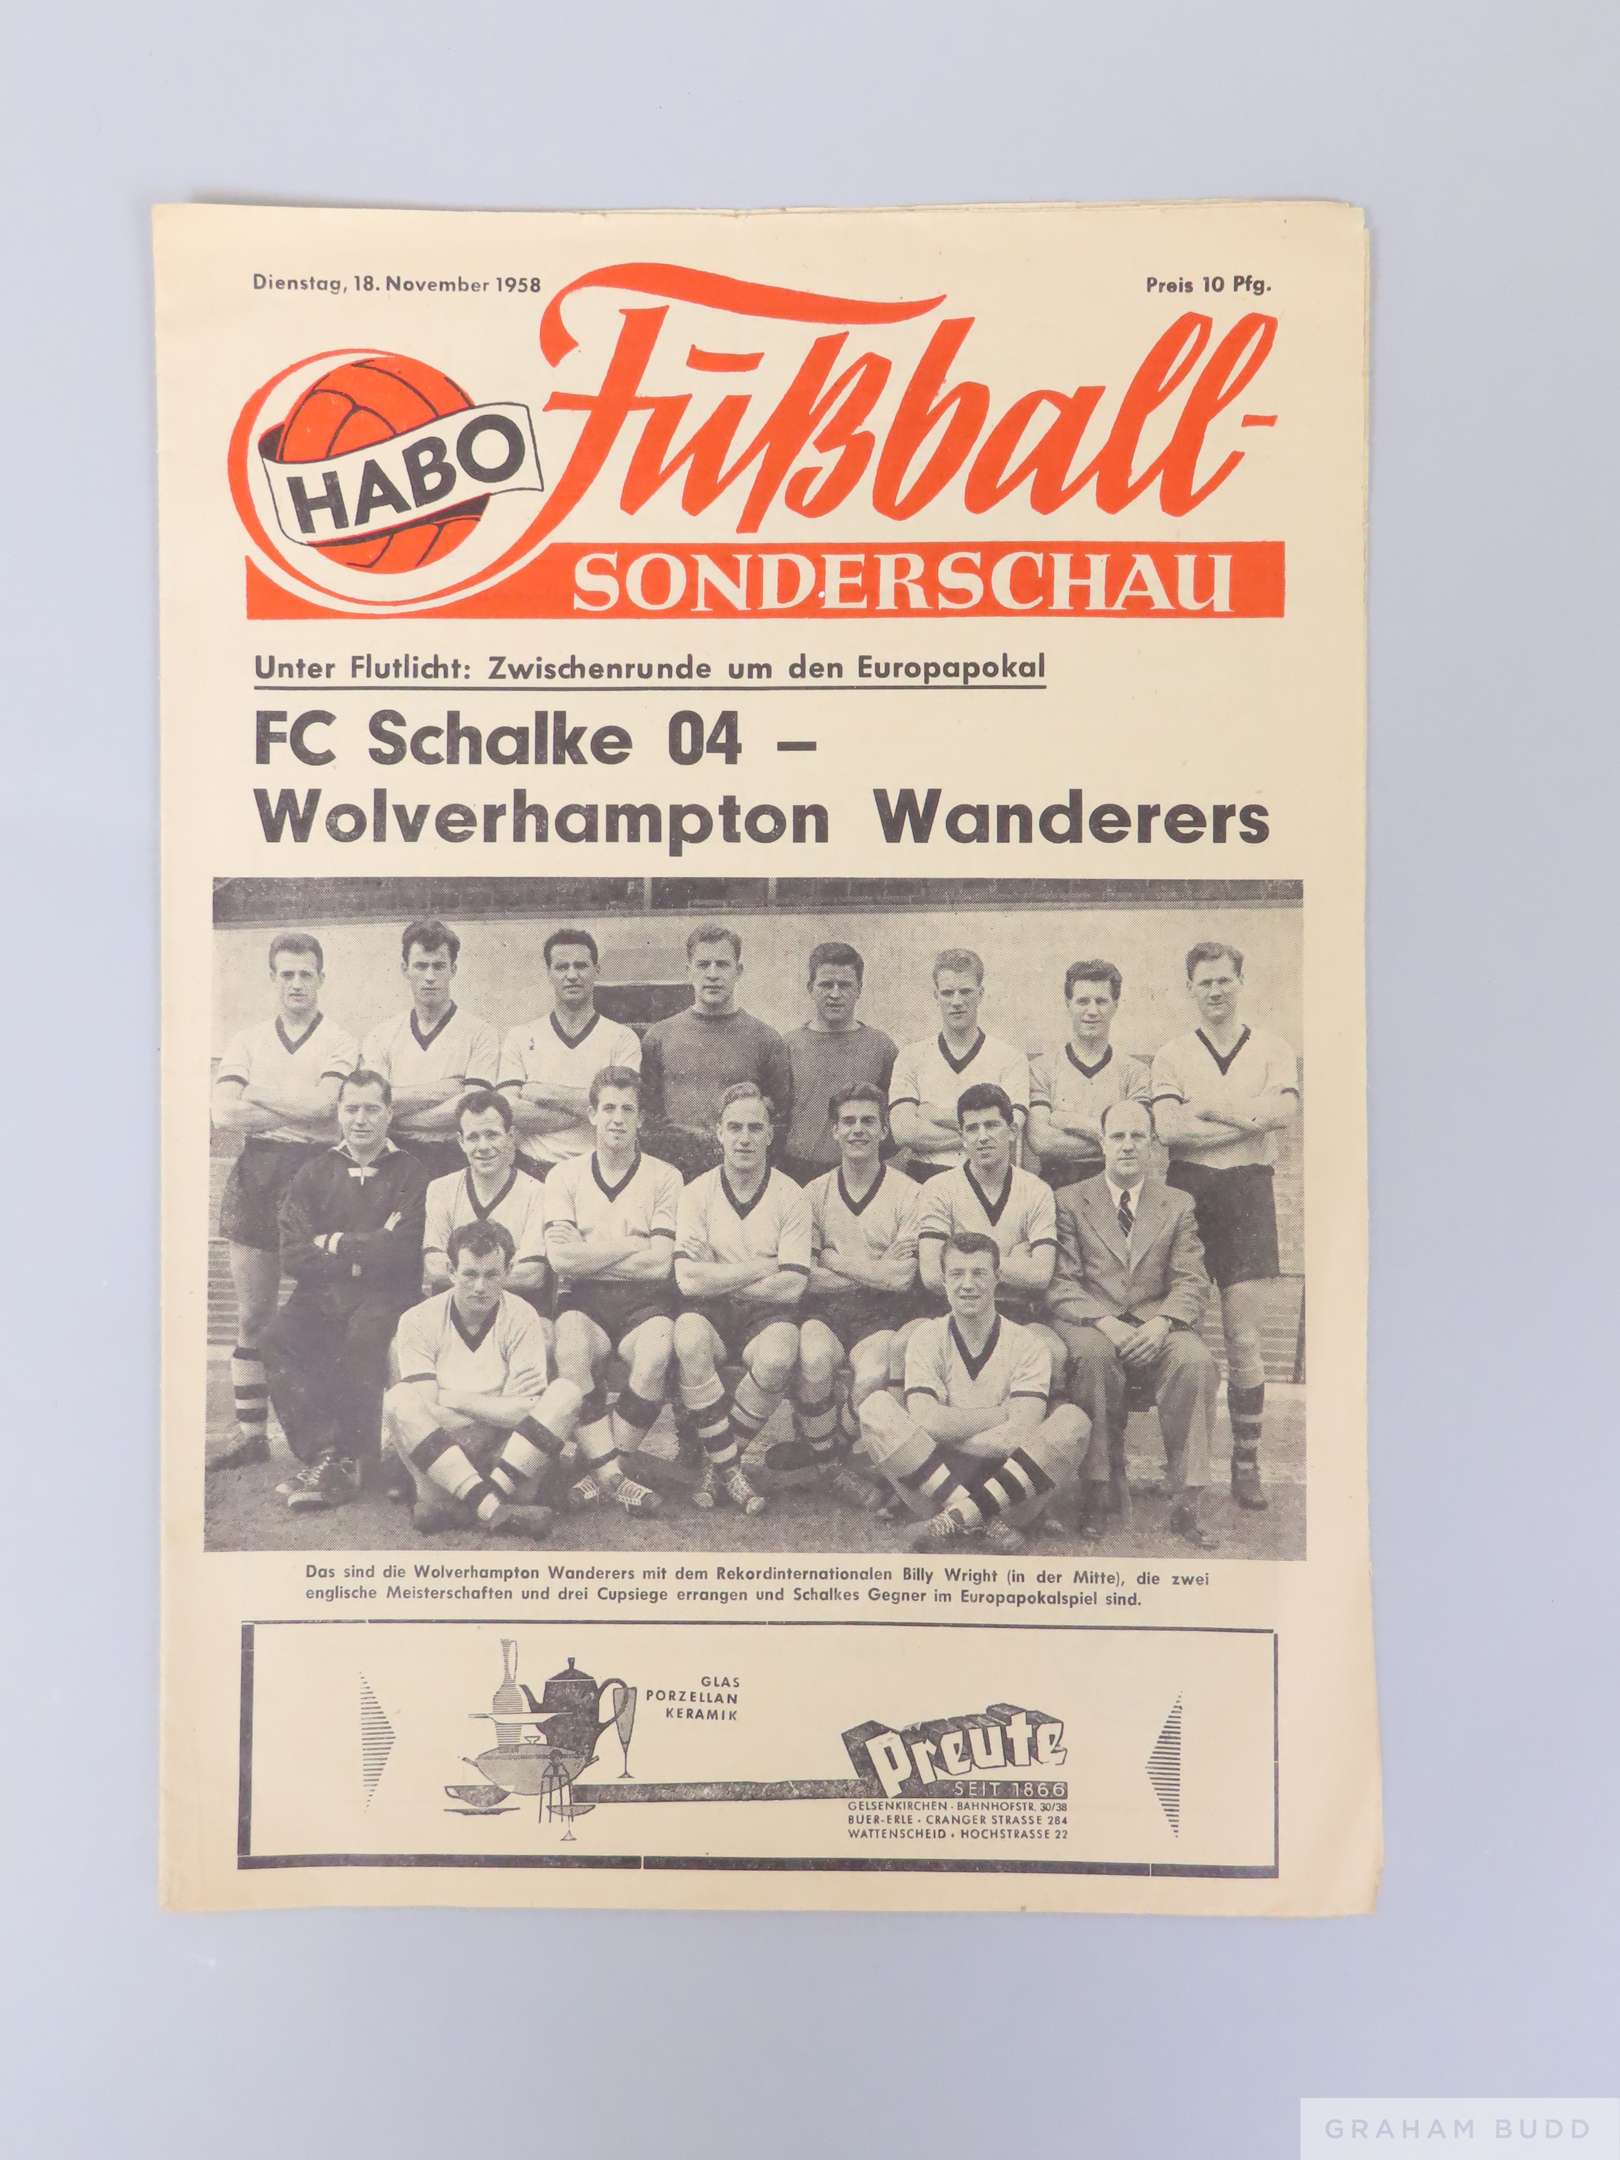 Dienstag, 18. November 1958
Preis 10 Pfg.
HABO
Fußball-
SONDERSCHAU
Unter Flutlicht: Zwischenrunde um den Europapokal
FC Schalke 04 –
Wolverhampton Wanderers
Das sind die Wolverhampton Wanderers mit dem Rekordinternationalen Billy Wright (in der Mitte), die zwei
englische Meisterschaften und drei Cupsiege errangen und Schalkes Gegner im Europapokalspiel sind.
GLAS
PORZELLAN
KERAMIK
Preute
SEIT 1866
GELSENKIRCHEN · BAHNHOFSTR. 30/38
BUER-ERLE · CRANGER STRASSE 284
WATTENSCHEID · HOCHSTRASSE 22
GRAHAM BUDD